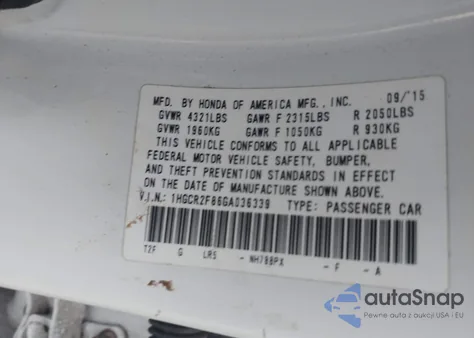 MFD. BY HONDA OF AMERICA MFG., INC. 09/'15
GVWR 4321LBS GAWR F 2315LBS R 2050LBS
GVWR 1960KG GAWR F 1050KG R 930KG
THIS VEHICLE CONFORMS TO ALL APPLICABLE
FEDERAL MOTOR VEHICLE SAFETY, BUMPER,
AND THEFT PREVENTION STANDARDS IN EFFECT
ON THE DATE OF MANUFACTURE SHOWN ABOVE.
V.I.N.: 1HGCR2F86GA036339 TYPE: PASSENGER CAR
T2F G LRS - NH788PX - F - A
autoSnap
Pewne auta z aukcji USA i EU